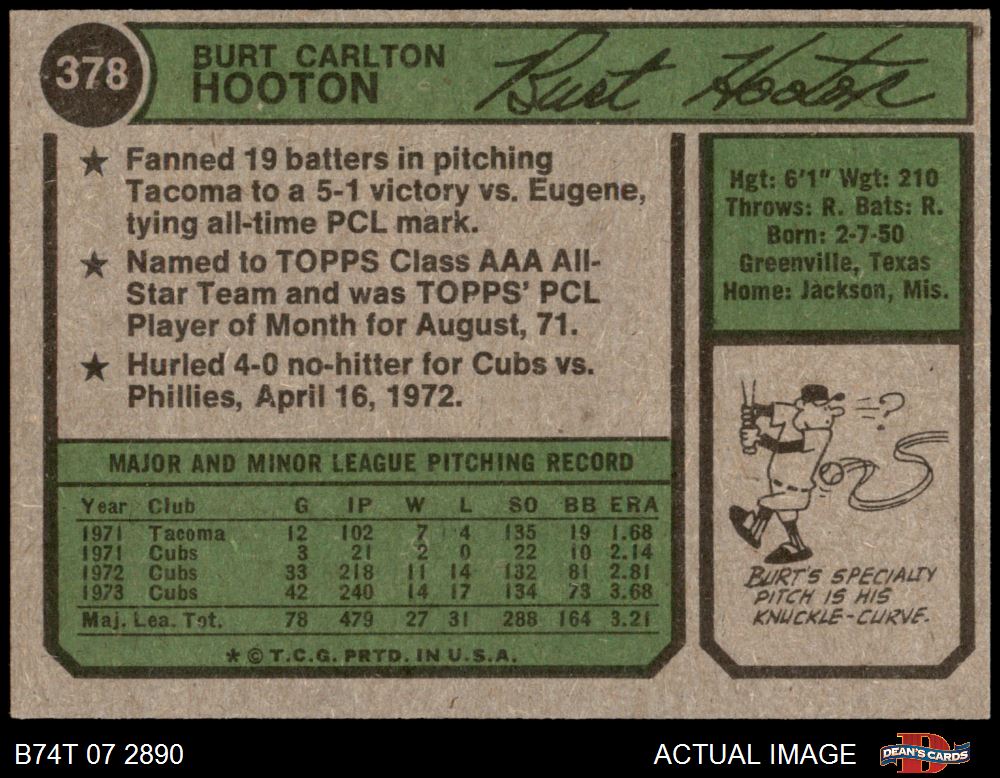 378
BURT CARLTON
HOOTON
Burt Hooton
★ Fanned 19 batters in pitching
Tacoma to a 5-1 victory vs. Eugene,
tying all-time PCL mark.
★ Named to TOPPS Class AAA All-
Star Team and was TOPPS' PCL
Player of Month for August, 71.
★ Hurled 4-0 no-hitter for Cubs vs.
Phillies, April 16, 1972.
Hgt: 6'1" Wgt: 210
Throws: R. Bats: R.
Born: 2-7-50
Greenville, Texas
Home: Jackson, Mis.
?
BURT'S SPECIALTY
PITCH IS HIS
KNUCKLE-CURVE.
MAJOR AND MINOR LEAGUE PITCHING RECORD
Year Club G IP W L SO BB ERA
1971 Tacoma 12 102 7 4 135 19 1.68
1971 Cubs 3 21 2 0 22 10 2.14
1972 Cubs 33 218 11 14 132 81 2.81
1973 Cubs 42 240 14 17 134 73 3.68
Maj. Lea. Tot. 78 479 27 31 288 164 3.21
* © T.C.G. PRTD. IN U.S.A.
B74T 07 2890
ACTUAL IMAGE
D
DEAN'S CARDS